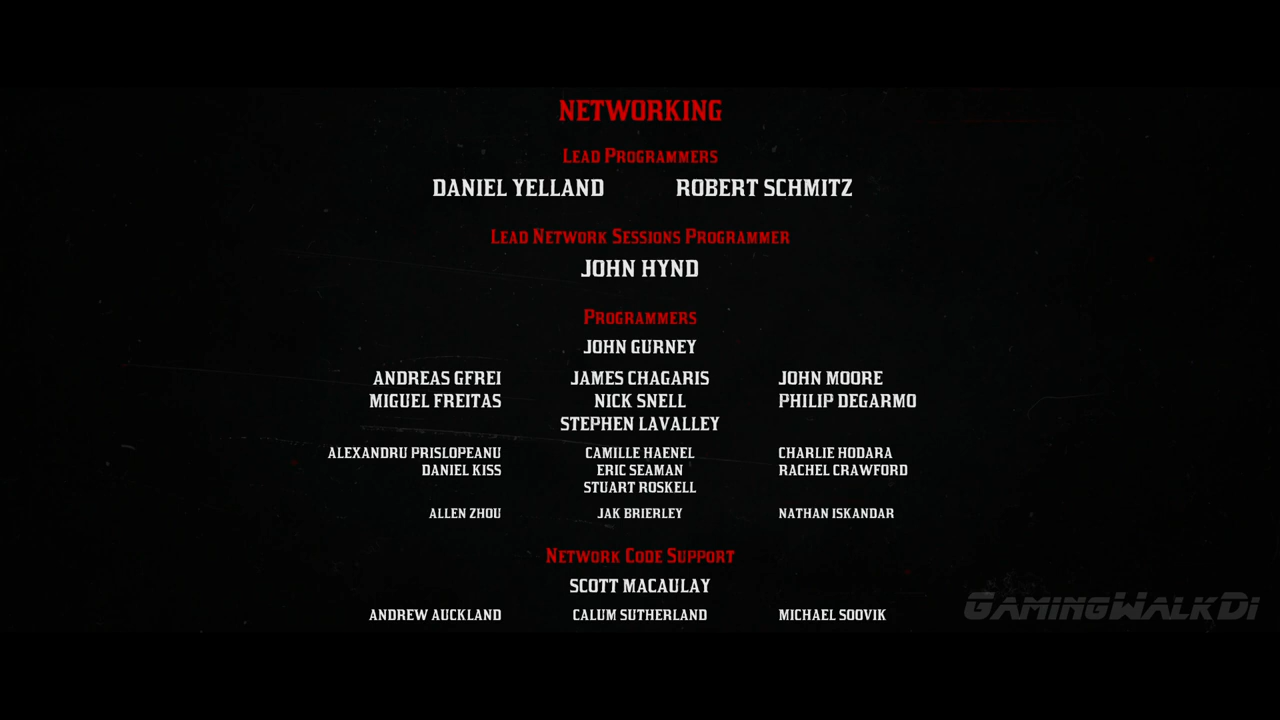 NETWORKING
LEAD PROGRAMMERS
DANIEL YELLAND ROBERT SCHMITZ
LEAD NETWORK SESSIONS PROGRAMMER
JOHN HYND
PROGRAMMERS
JOHN GURNEY
ANDREAS GFREI JAMES CHAGARIS JOHN MOORE
MIGUEL FREITAS NICK SNELL PHILIP DEGARMO
STEPHEN LAVALLEY
ALEXANDRU PRISLOPEANU CAMILLE HAENEL CHARLIE HODARA
DANIEL KISS ERIC SEAMAN RACHEL CRAWFORD
STUART ROSKELL
ALLEN ZHOU JAK BRIERLEY NATHAN ISKANDAR
NETWORK CODE SUPPORT
SCOTT MACAULAY
ANDREW AUCKLAND CALUM SUTHERLAND MICHAEL SOOVIK
GAMINGWALKDI